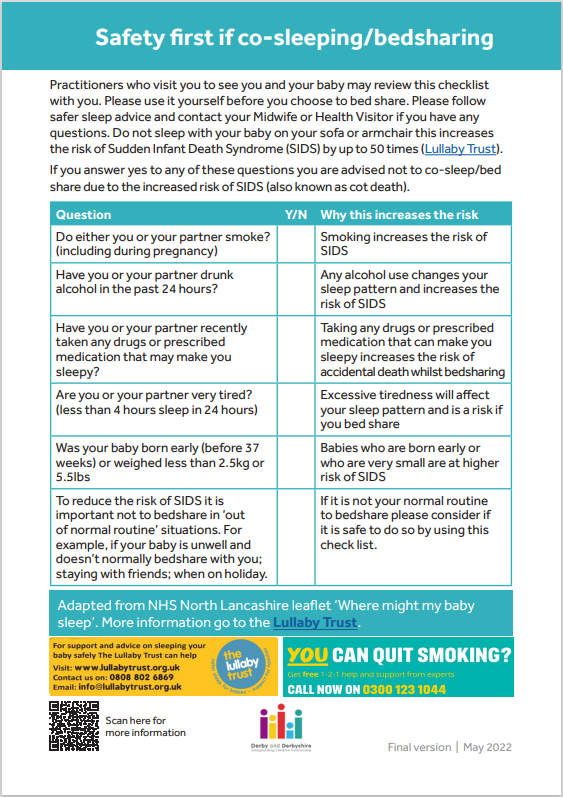 Safety first if co-sleeping/bedsharing
Practitioners who visit you to see you and your baby may review this checklist
with you. Please use it yourself before you choose to bed share. Please follow
safer sleep advice and contact your Midwife or Health Visitor if you have any
questions. Do not sleep with your baby on your sofa or armchair this increases
the risk of Sudden Infant Death Syndrome (SIDS) by up to 50 times (Lullaby Trust).
If you answer yes to any of these questions you are advised not to co-sleep/bed
share due to the increased risk of SIDS (also known as cot death).
Question Y/N Why this increases the risk
Do either you or your partner smoke?
(including during pregnancy)
Smoking increases the risk of
SIDS
Have you or your partner drunk
alcohol in the past 24 hours?
Any alcohol use changes your
sleep pattern and increases the
risk of SIDS
Have you or your partner recently
taken any drugs or prescribed
medication that may make you
sleepy?
Taking any drugs or prescribed
medication that can make you
sleepy increases the risk of
accidental death whilst bedsharing
Are you or your partner very tired?
(less than 4 hours sleep in 24 hours)
Excessive tiredness will affect
your sleep pattern and is a risk if
you bed share
Was your baby born early (before 37
weeks) or weighed less than 2.5kg or
5.5lbs
Babies who are born early or
who are very small are at higher
risk of SIDS
To reduce the risk of SIDS it is
important not to bedshare in ‘out
of normal routine’ situations. For
example, if your baby is unwell and
doesn’t normally bedshare with you;
staying with friends; when on holiday.
If it is not your normal routine
to bedshare please consider if
it is safe to do so by using this
check list.
Adapted from NHS North Lancashire leaflet ‘Where might my baby
sleep’. More information go to the Lullaby Trust.
For support and advice on sleeping your
baby safely The Lullaby Trust can help
Visit: www.lullabytrust.org.uk
Contact us on: 0808 802 6869
Email: info@lullabytrust.org.uk
the
lullaby
trust
YOU CAN QUIT SMOKING?
Get free 1-2-1 help and support from experts
CALL NOW ON 0300 123 1044
Scan here for
more information
Derby and Derbyshire
Final version | May 2022